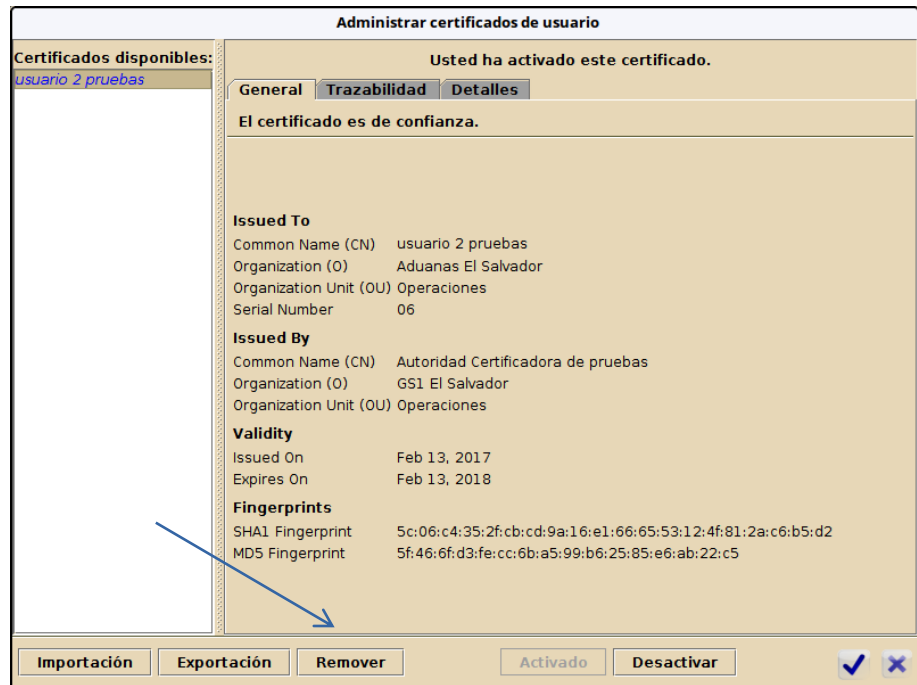 Administrar certificados de usuario
Certificados disponibles:
usuario 2 pruebas
Usted ha activado este certificado.
General Trazabilidad Detalles
El certificado es de confianza.
Issued To
Common Name (CN) usuario 2 pruebas
Organization (O) Aduanas El Salvador
Organization Unit (OU) Operaciones
Serial Number 06
Issued By
Common Name (CN) Autoridad Certificadora de pruebas
Organization (O) GS1 El Salvador
Organization Unit (OU) Operaciones
Validity
Issued On Feb 13, 2017
Expires On Feb 13, 2018
Fingerprints
SHA1 Fingerprint 5c:06:c4:35:2f:cb:cd:9a:16:e1:66:65:53:12:4f:81:2a:c6:b5:d2
MD5 Fingerprint 5f:46:6f:d3:fe:cc:6b:a5:99:b6:25:85:e6:ab:22:c5
Importación Exportación Remover Activado Desactivar